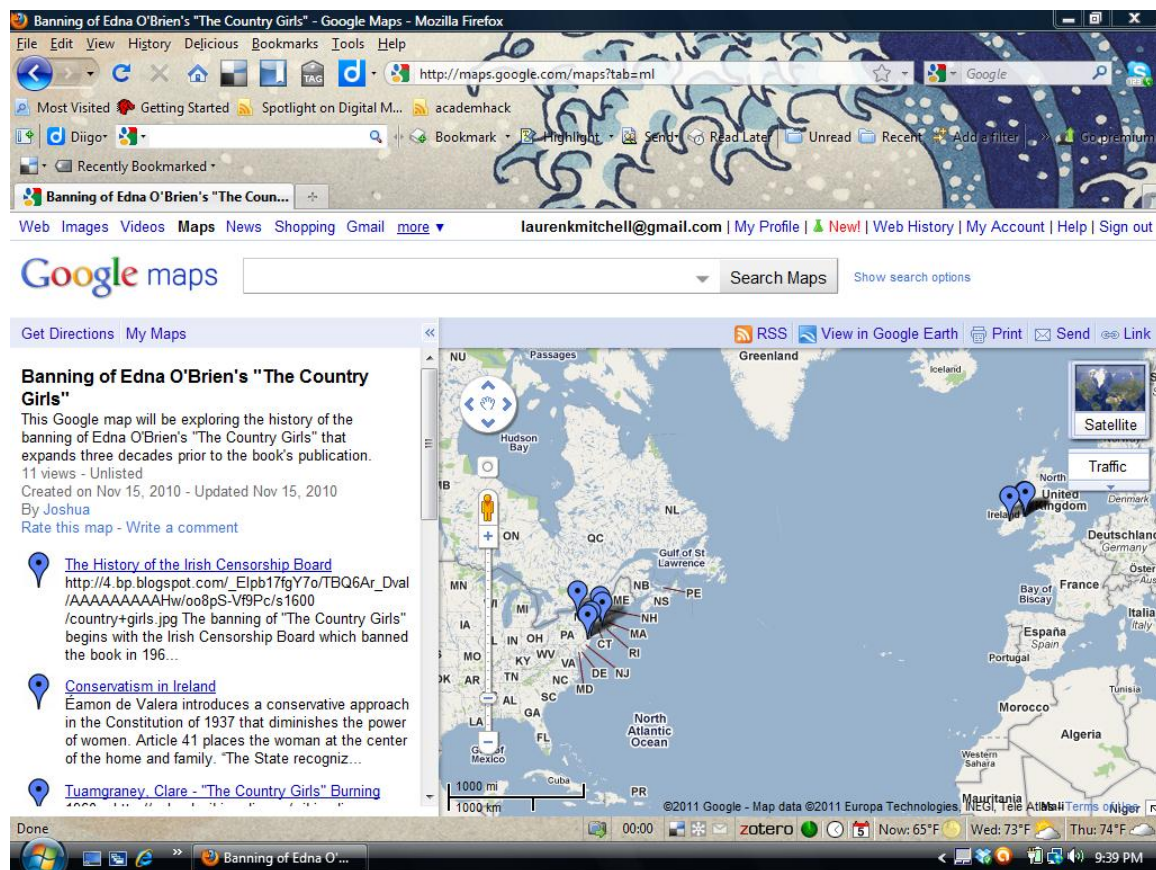 Banning of Edna O'Brien's "The Country Girls" - Google Maps - Mozilla Firefox
File Edit View History Delicious Bookmarks Tools Help
TAG http://maps.google.com/maps?tab=ml Google
Most Visited Getting Started Spotlight on Digital M... academhack
Diigo Bookmark Highlight Send Read Later Unread Recent Add a filter » Go premium
Recently Bookmarked
Banning of Edna O'Brien's "The Coun...
Web Images Videos Maps News Shopping Gmail more ▼ laurenkmitchell@gmail.com | My Profile | New! | Web History | My Account | Help | Sign out
Google maps Search Maps Show search options
Get Directions My Maps « RSS View in Google Earth Print Send Link
Banning of Edna O'Brien's "The Country
Girls"
This Google map will be exploring the history of the
banning of Edna O'Brien's "The Country Girls" that
expands three decades prior to the book's publication.
11 views - Unlisted
Created on Nov 15, 2010 - Updated Nov 15, 2010
By Joshua
Rate this map - Write a comment
The History of the Irish Censorship Board
http://4.bp.blogspot.com/_Elpb17fgY7o/TBQ6Ar_DvaI
/AAAAAAAAAHw/oo8pS-Vf9Pc/s1600
/country+girls.jpg The banning of "The Country Girls"
begins with the Irish Censorship Board which banned
the book in 196...
Conservatism in Ireland
Éamon de Valera introduces a conservative approach
in the Constitution of 1937 that diminishes the power
of women. Article 41 places the woman at the center
of the home and family. "The State recogniz...
Tuamgraney, Clare - "The Country Girls" Burning
NU Passages Greenland
Iceland
Satellite
Traffic
Hudson
Bay
North
United
Kingdom Denmark
Ireland
NL
ON QC
Deutschland
Germany
Gulf of St
Lawrence
Öster
MN NB PE
ME NS
Bay of
Biscay France
MI NH
IA MA
Italia
Italy
IN OH PA CT RI
España
Spain
MO KY WV VA
Portugal
DE NJ
AR TN NC MD
Tunisia
AL SC
GA Morocco
LA North
Atlantic
Ocean
Algeria
FL
Mexico
Western
Sahara
Cuba
1000 mi PR
1000 km
©2011 Google - Map data ©2011 Europa Technologies, INEGI, Tele Atlas - Terms of Use
Mauritania Mali Niger
Done 00:00 zotero 5 Now: 65°F Wed: 73°F Thu: 74°F
» Banning of Edna O'... < 9:39 PM